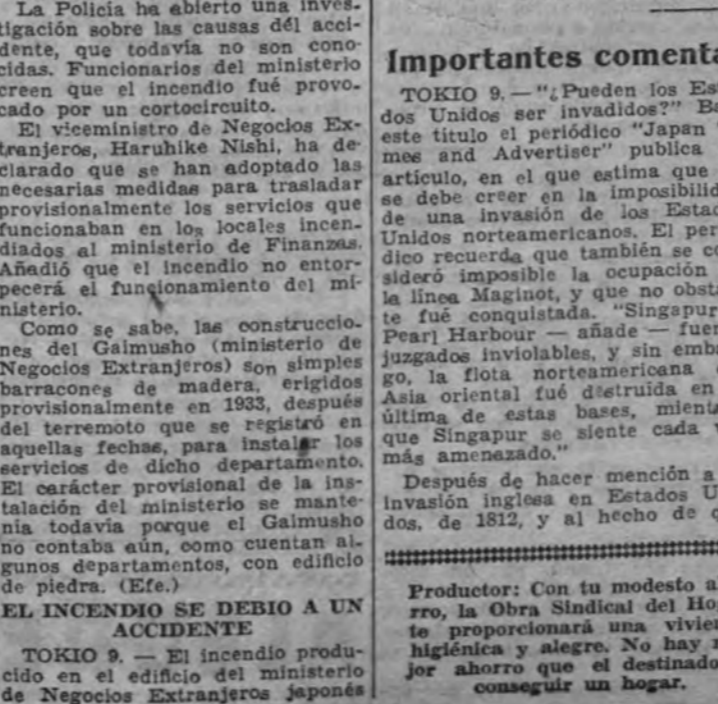 La Policía ha abierto una inves-
tigación sobre las causas del acci-
dente, que todavía no son cono-
cidas. Funcionarios del ministerio
creen que el incendio fué provo-
cado por un cortocircuito.
El viceministro de Negocios Ex-
tranjeros, Haruhike Nishi, ha de-
clarado que se han adoptado las
necesarias medidas para trasladar
provisionalmente los servicios que
funcionaban en los locales incen-
diados al ministerio de Finanzas.
Añadió que el incendio no entor-
pecerá el funcionamiento del mi-
nisterio.
Como se sabe, las construccio-
nes del Gaimusho (ministerio de
Negocios Extranjeros) son simples
barracones de madera, erigidos
provisionalmente en 1933, después
del terremoto que se registró en
aquellas fechas, para instalar los
servicios de dicho departamento.
El carácter provisional de la ins-
talación del ministerio se mante-
nia todavia porque el Gaimusho
no contaba aún, como cuentan al-
gunos departamentos, con edificio
de piedra. (Efe.)
EL INCENDIO SE DEBIO A UN
ACCIDENTE
TOKIO 9. — El incendio produ-
cido en el edificio del ministerio
de Negocios Extranjeros japonés
Importantes comenta
TOKIO 9. — "¿Pueden los Es
dos Unidos ser invadidos?" Ba
este titulo el periódico "Japan
mes and Advertiser" publica
artículo, en el que estima que
se debe creer en la imposibilid
de una invasión de los Estad
Unidos norteamericanos. El per
dico recuerda que también se co
sideró imposible la ocupación
la línea Maginot, y que no obsta
te fué conquistada. "Singapur
Pearl Harbour — añade — fuer
juzgados inviolables, y sin emba
go, la flota norteamericana
Asia oriental fué destruida en
última de estas bases, mient
que Singapur se siente cada v
más amenazado."
Después de hacer mención a
invasión inglesa en Estados U
dos, de 1812, y al hecho de
Productor: Con tu modesto a
rro, la Obra Sindical del Ho
te proporcionará una vivie
higiénica y alegre. No hay
jor ahorro que el destinado
conseguir un hogar.